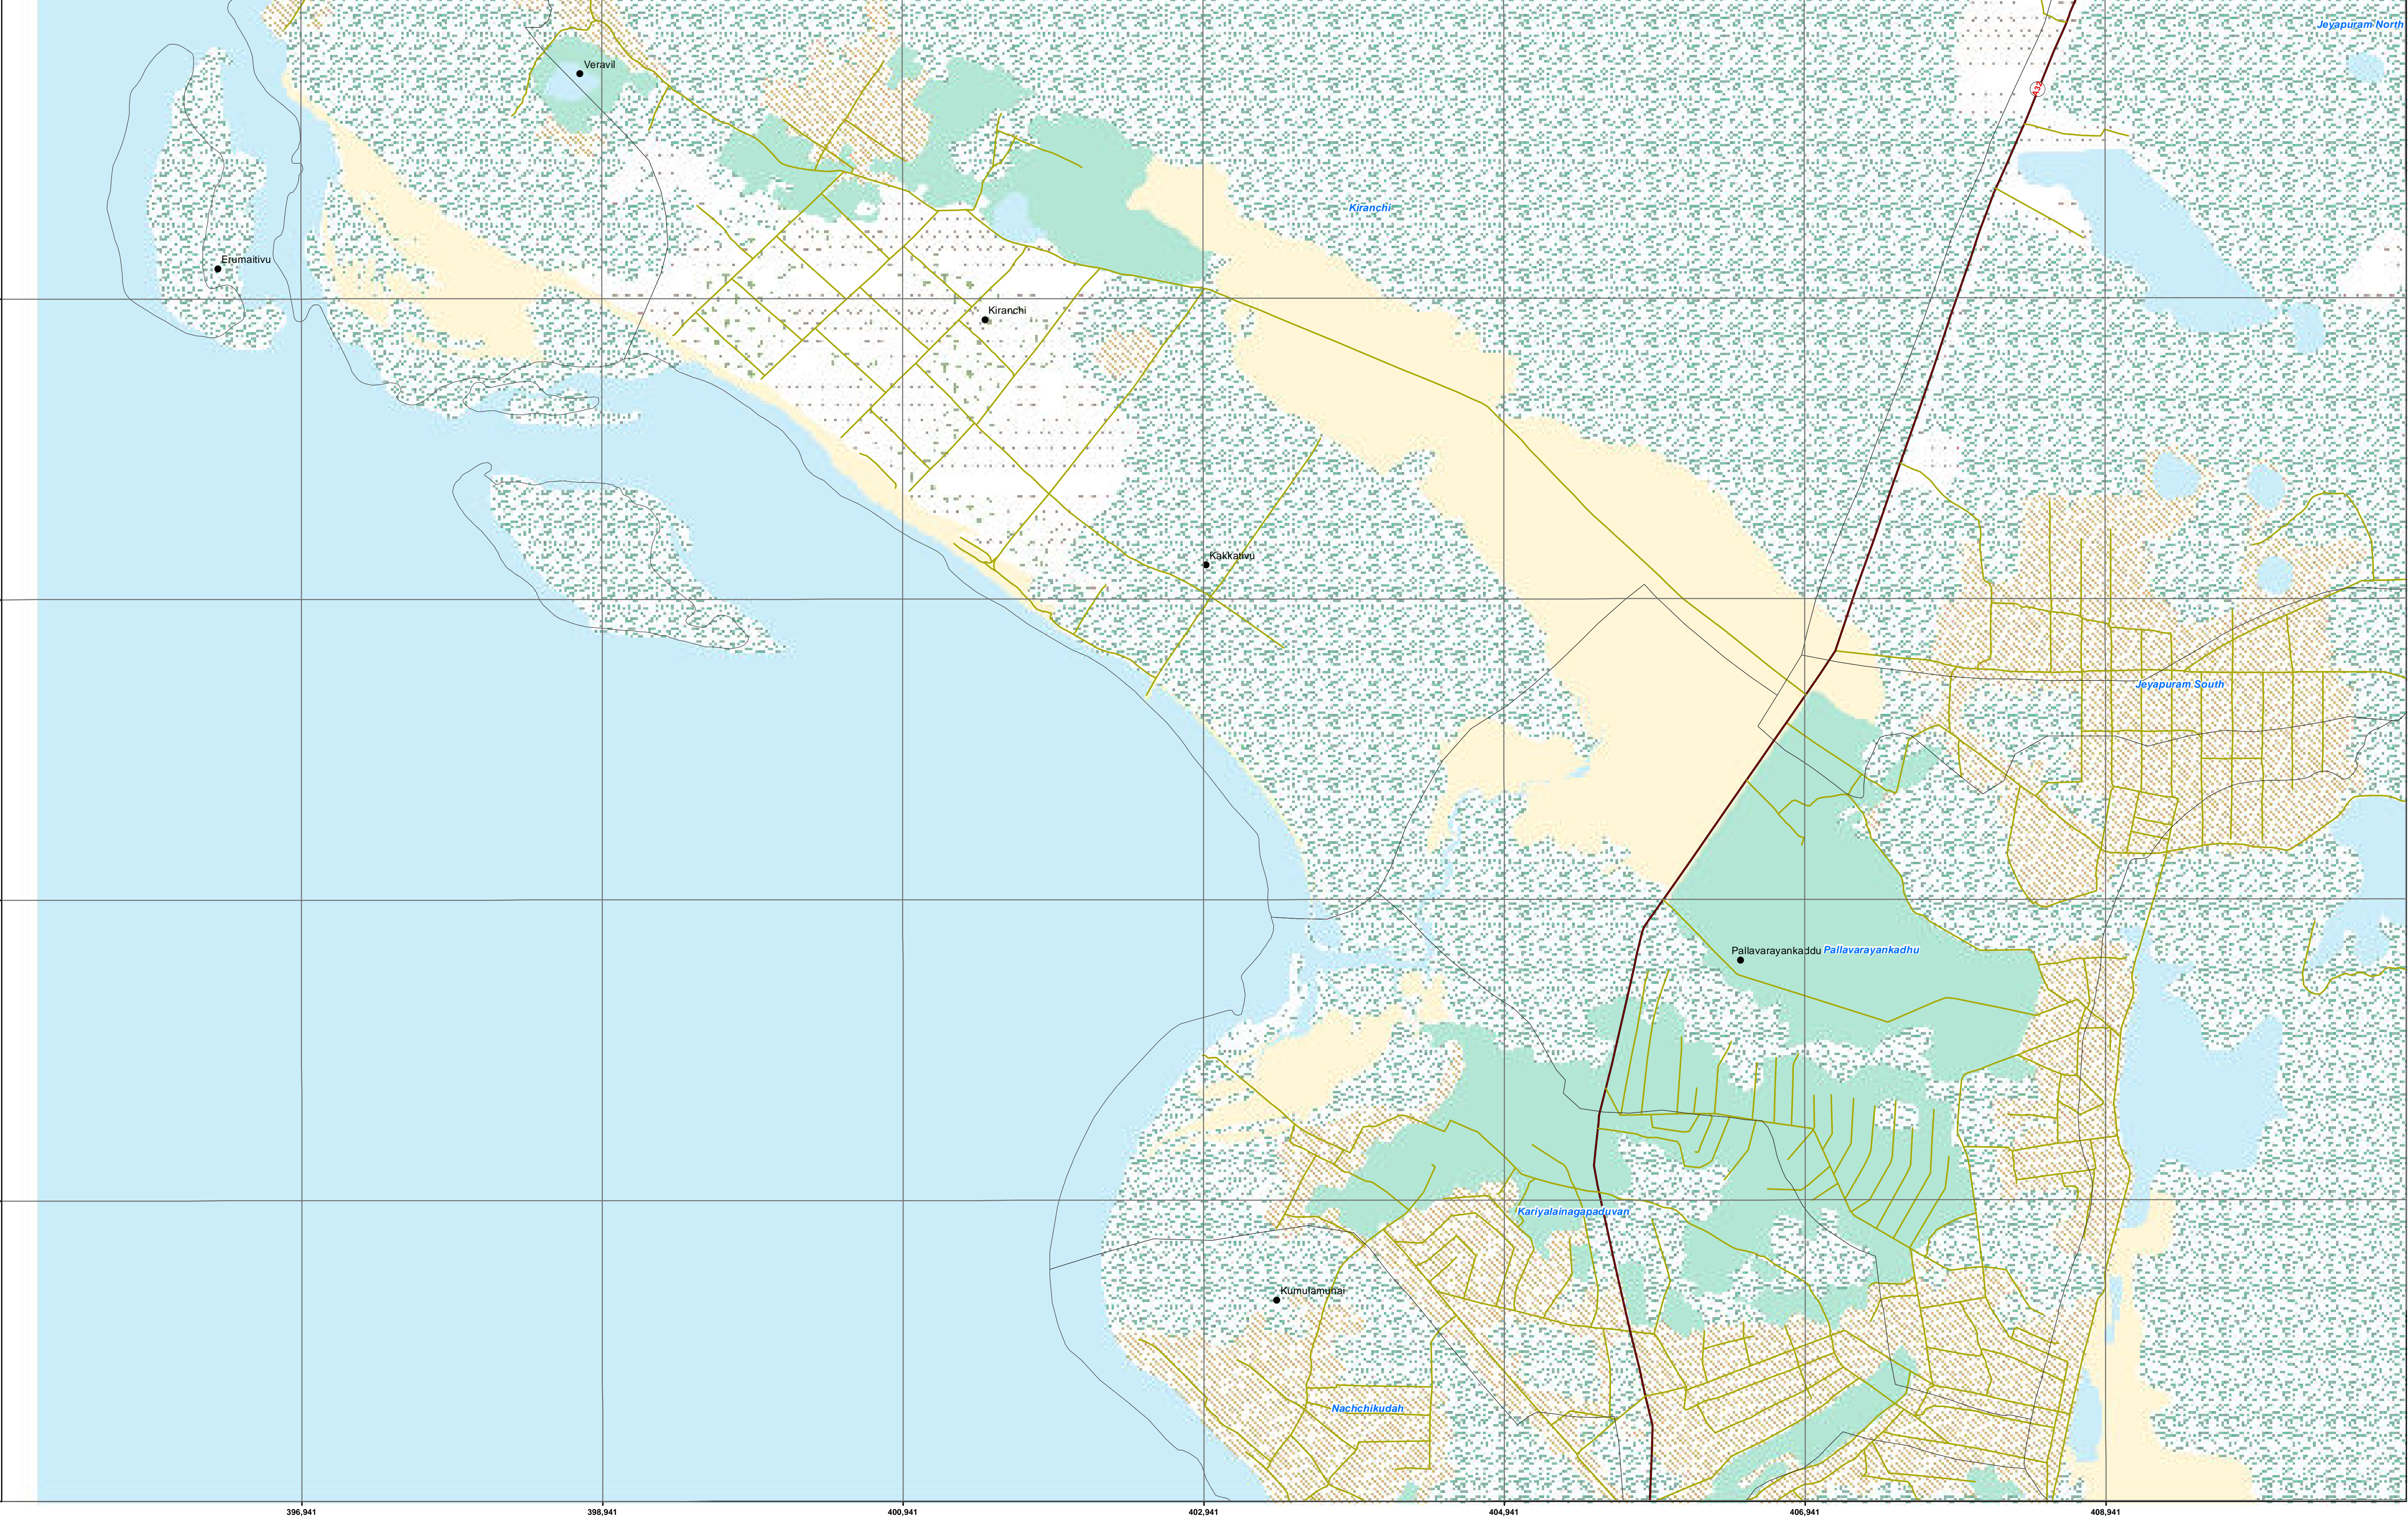 Jeyapuram North
Veravil
A32
Kiranchi
Erumaitivu
Kiranchi
Kakkativu
Jeyapuram South
Pallavarayankaddu
Pallavarayankadhu
Kariyalainagapaduvan
Kumulamunai
Nachchikudah
396,941
398,941
400,941
402,941
404,941
406,941
408,941